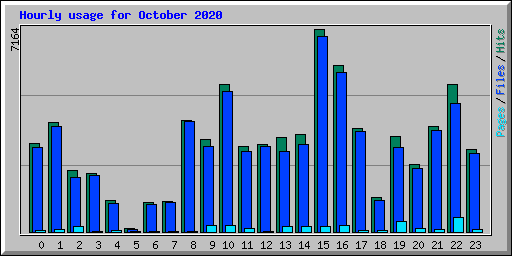 Hourly usage for October 2020
7164
Pages/Files/Hits
0 1 2 3 4 5 6 7 8 9 10 11 12 13 14 15 16 17 18 19 20 21 22 23